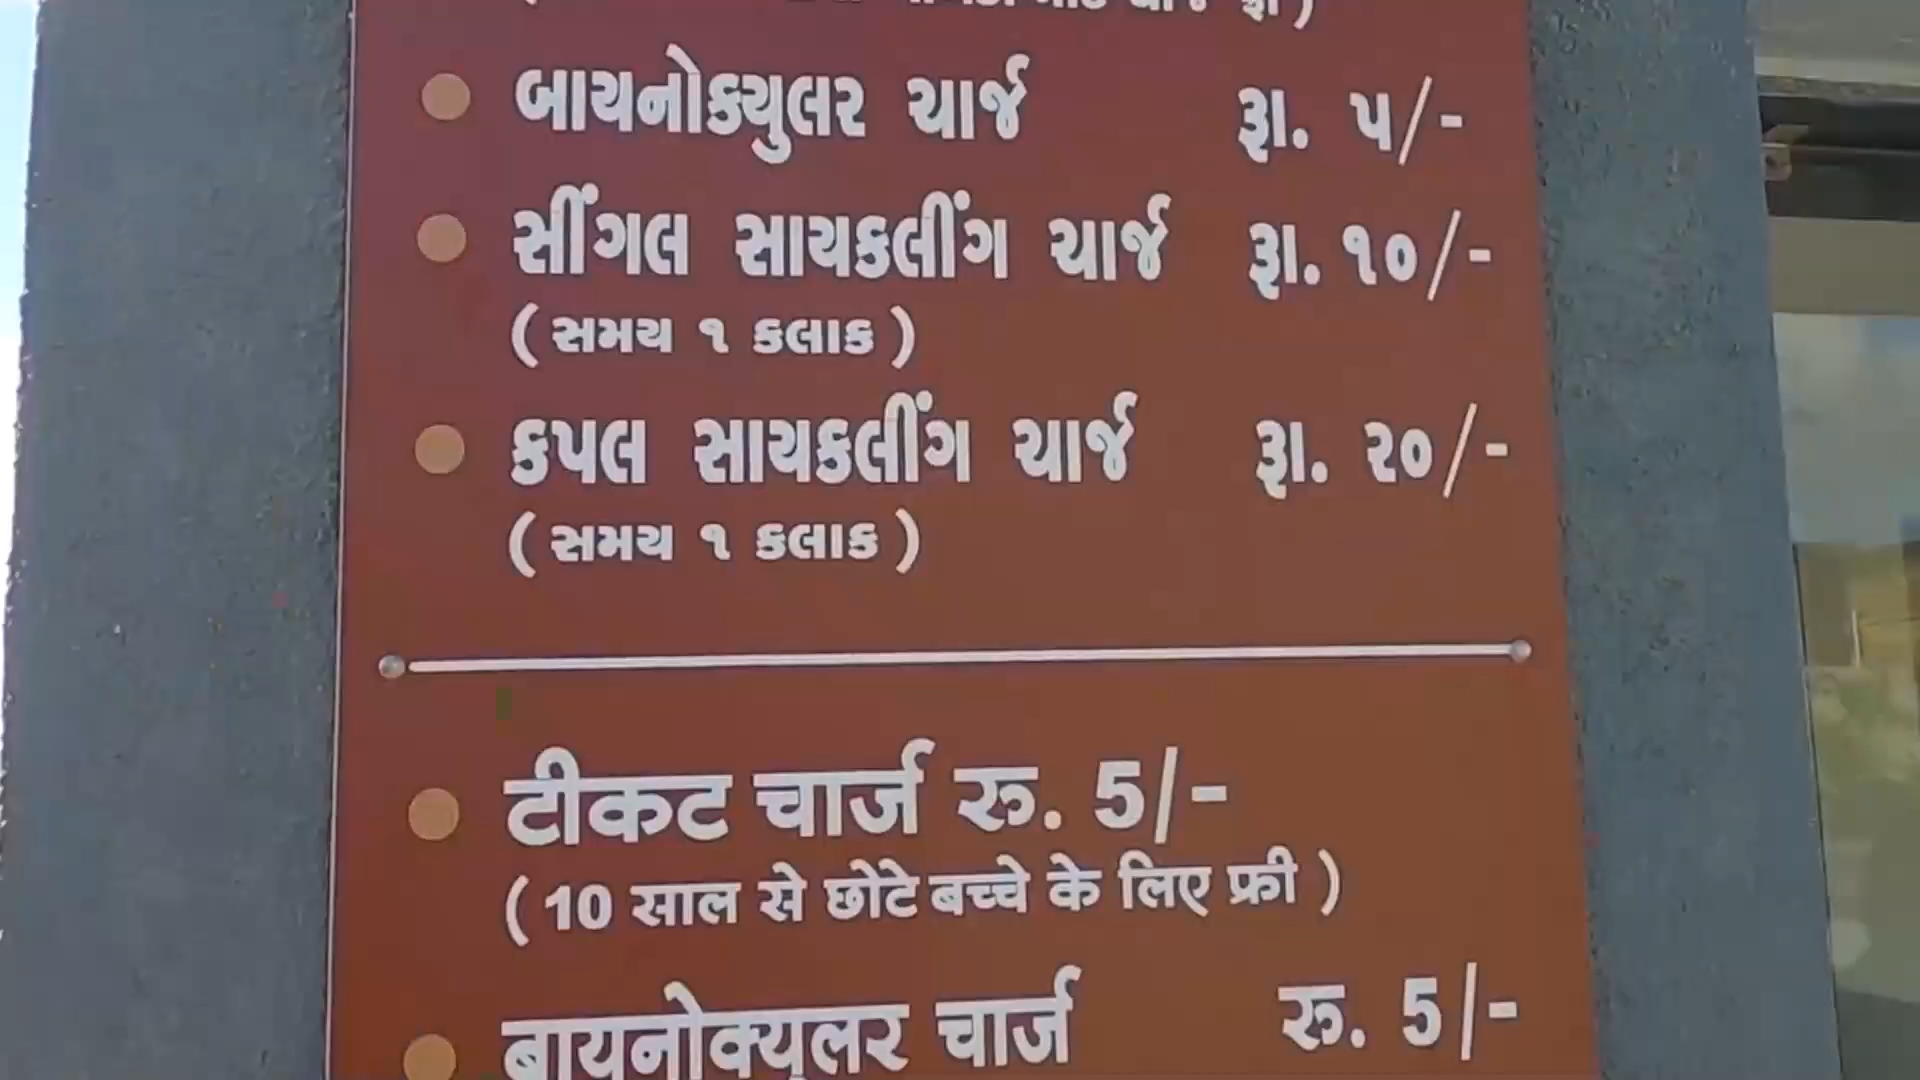 બાયનોક્યુલર ચાર્જ રૂા. ૫/-
સીંગલ સાયકલીંગ ચાર્જ રૂા. ૧૦/-
( સમય ૧ કલાક )
કપલ સાયકલીંગ ચાર્જ રૂા. ૨૦/-
( સમય ૧ કલાક )
टीकट चार्ज रु. 5/-
( 10 साल से छोटे बच्चे के लिए फ्री )
बायनोक्युलर चार्ज रु. 5/-